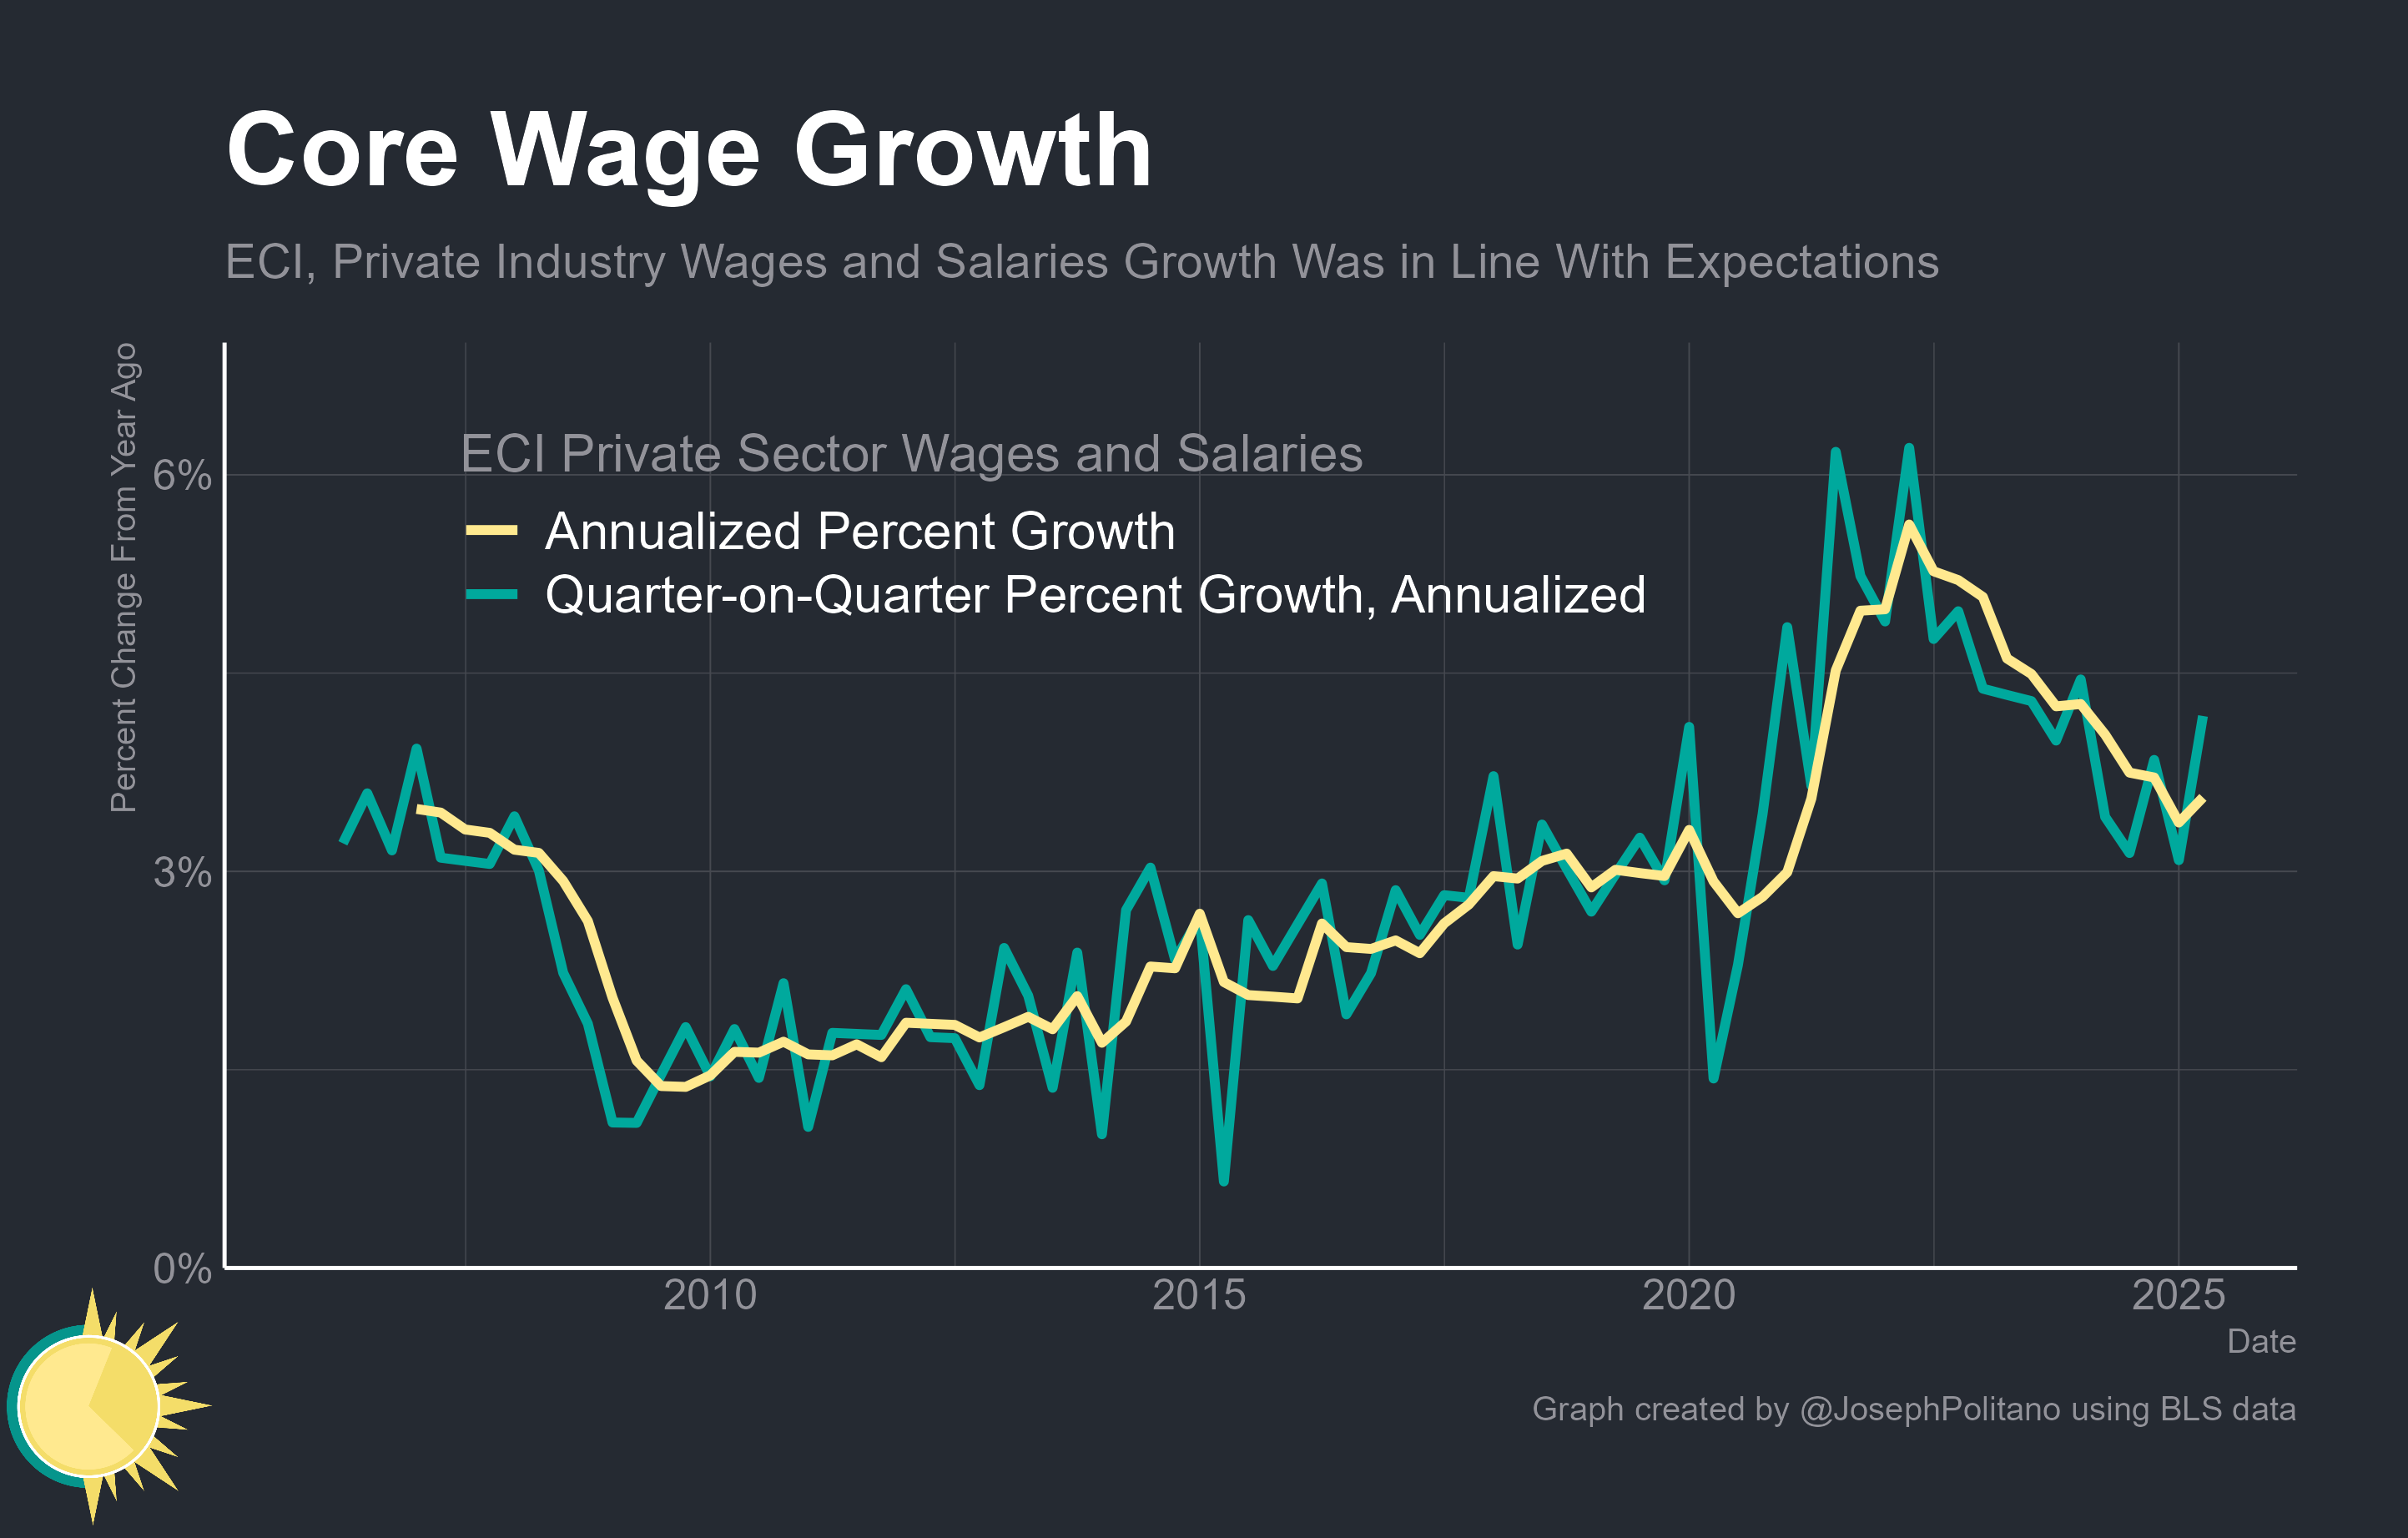 Core Wage Growth
ECI, Private Industry Wages and Salaries Growth Was in Line With Expectations
Percent Change From Year Ago
ECI Private Sector Wages and Salaries
Annualized Percent Growth
Quarter-on-Quarter Percent Growth, Annualized
6%
3%
0%
2010 2015 2020 2025
Date
Graph created by @JosephPolitano using BLS data